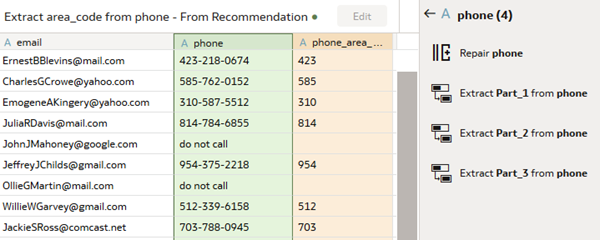 Extract area_code from phone - From Recommendation
Edit
A email A phone A phone_area_ ...
ErnestBBlevins@mail.com 423-218-0674 423
CharlesGCrowe@yahoo.com 585-762-0152 585
EmogeneAKingery@yahoo.com 310-587-5512 310
JuliaRDavis@mail.com 814-784-6855 814
JohnJMahoney@google.com do not call
JeffreyJChilds@gmail.com 954-375-2218 954
OllieGMartin@mail.com do not call
WillieWGarvey@gmail.com 512-339-6158 512
JackieSRoss@comcast.net 703-788-0945 703
A phone (4)
Repair phone
Extract Part_1 from phone
Extract Part_2 from phone
Extract Part_3 from phone